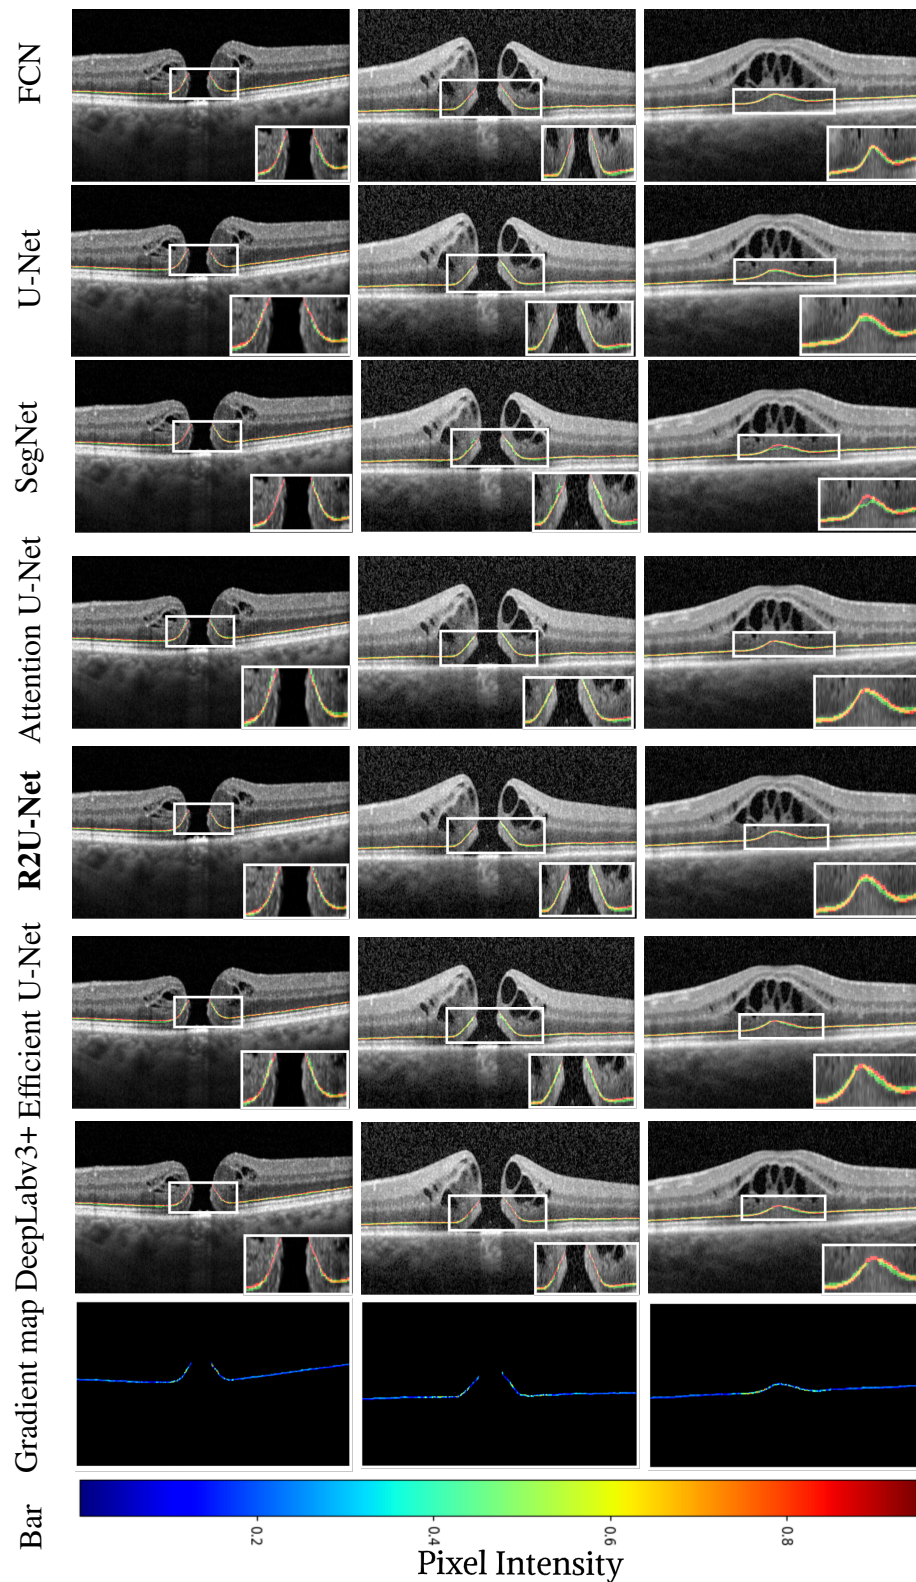 FCN
U-Net
SegNet
Attention U-Net
R2U-Net
Efficient U-Net
DeepLabv3+
Gradient map
Bar
0.2
0.4
0.6
0.8
Pixel Intensity